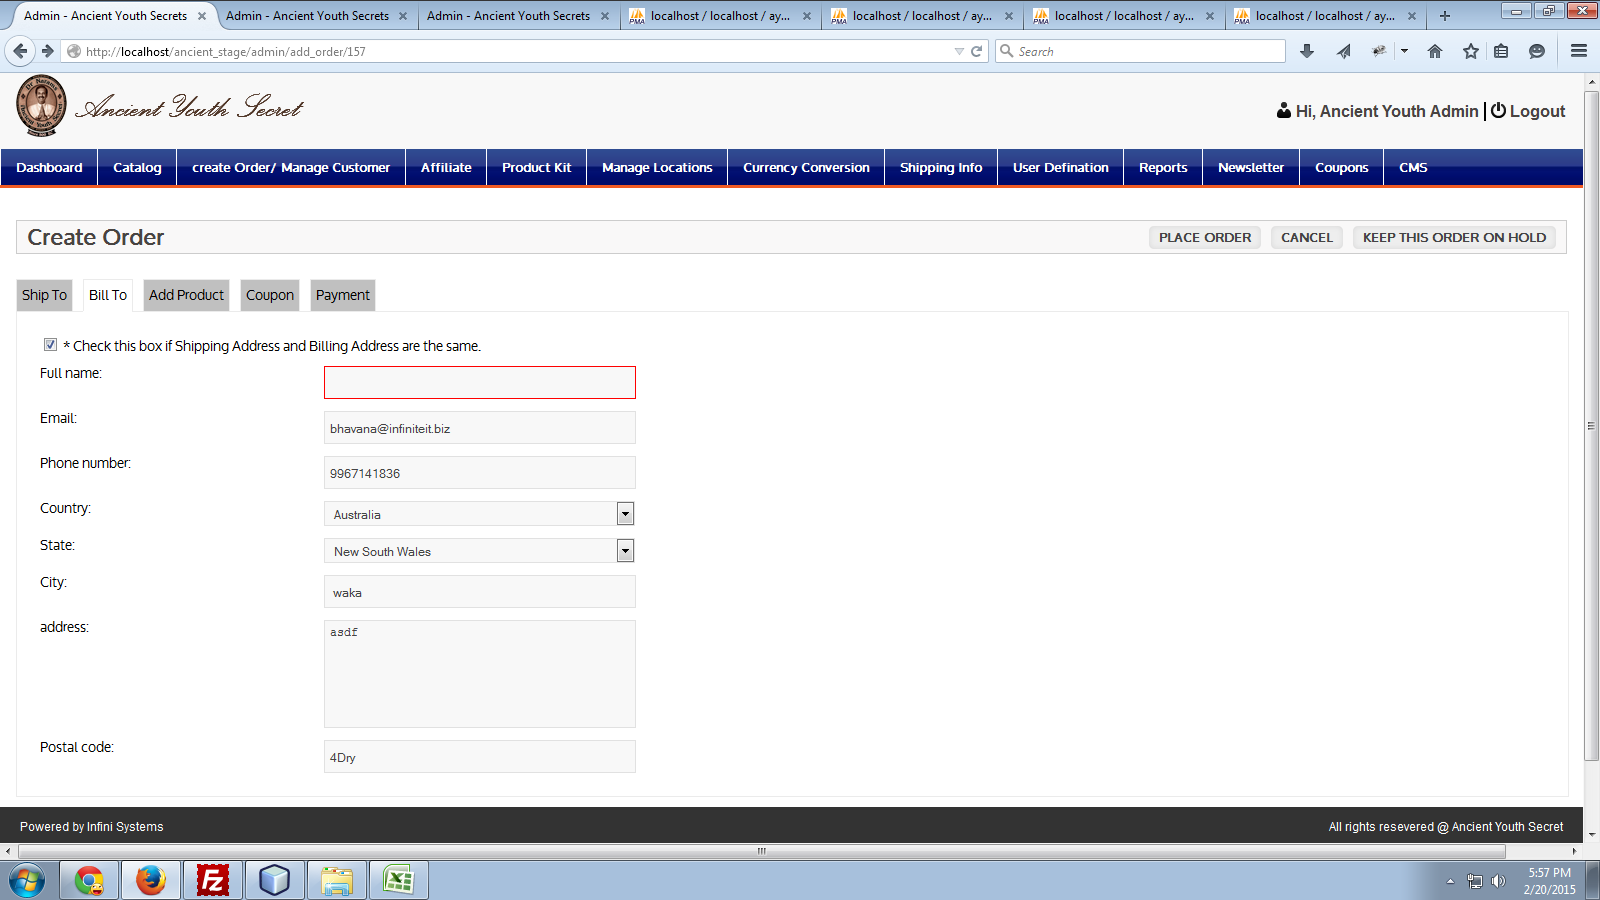 Admin - Ancient Youth Secrets
Admin - Ancient Youth Secrets
Admin - Ancient Youth Secrets
localhost / localhost / ay...
localhost / localhost / ay...
localhost / localhost / ay...
localhost / localhost / ay...
http://localhost/ancient_stage/admin/add_order/157
Search
Ancient Youth Secret
Hi, Ancient Youth Admin
Logout
Dashboard
Catalog
create Order/ Manage Customer
Affiliate
Product Kit
Manage Locations
Currency Conversion
Shipping Info
User Defination
Reports
Newsletter
Coupons
CMS
Create Order
PLACE ORDER
CANCEL
KEEP THIS ORDER ON HOLD
Ship To
Bill To
Add Product
Coupon
Payment
* Check this box if Shipping Address and Billing Address are the same.
Full name:
Email:
bhavana@infiniteit.biz
Phone number:
9967141836
Country:
Australia
State:
New South Wales
City:
waka
address:
asdf
Postal code:
4Dry
Powered by Infini Systems
All rights resevered @ Ancient Youth Secret
5:57 PM
2/20/2015